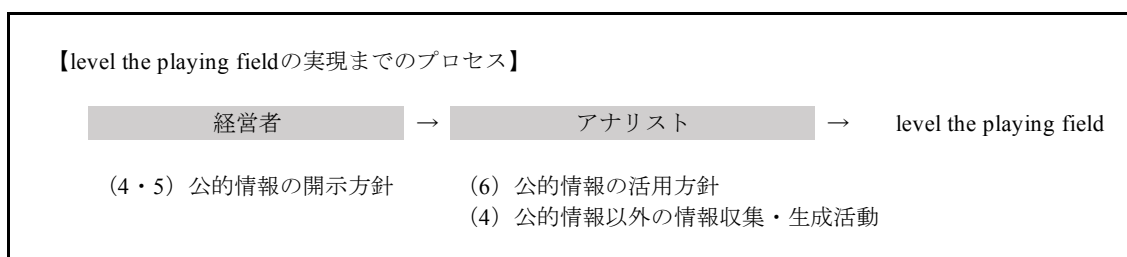 【level the playing fieldの実現までのプロセス】
経営者 → アナリスト → level the playing field
(4・5) 公的情報の開示方針 (6) 公的情報の活用方針
(4) 公的情報以外の情報収集・生成活動